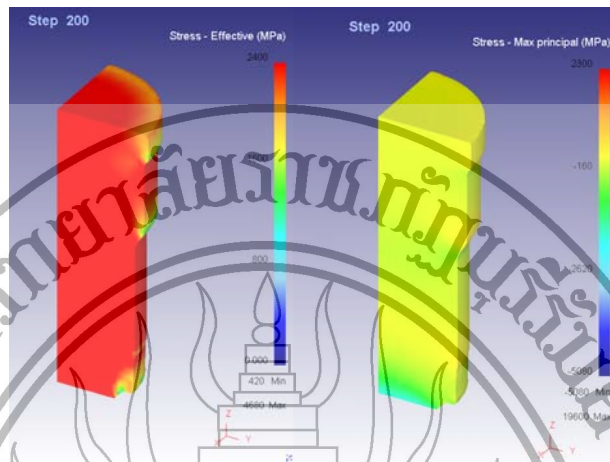 Step 200
Stress - Effective (MPa)
2400
1600
800
0.000
420 Min
4680 Max
Z
X Y
Step 200
Stress - Max principal (MPa)
2300
-160
-2620
-5080
-5080 Min
19600 Max
Z
X Y